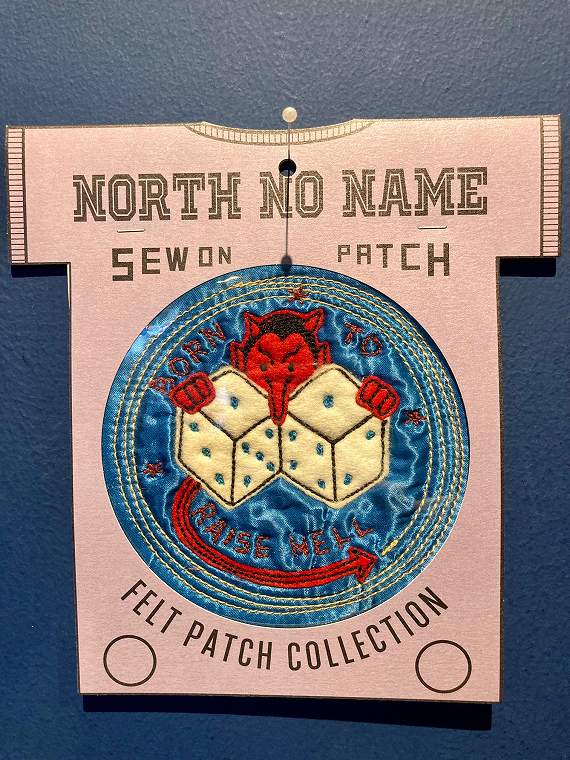 NORTH NO NAME
SEW ON PATCH
BORN TO
RAISE HELL
FELT PATCH COLLECTION